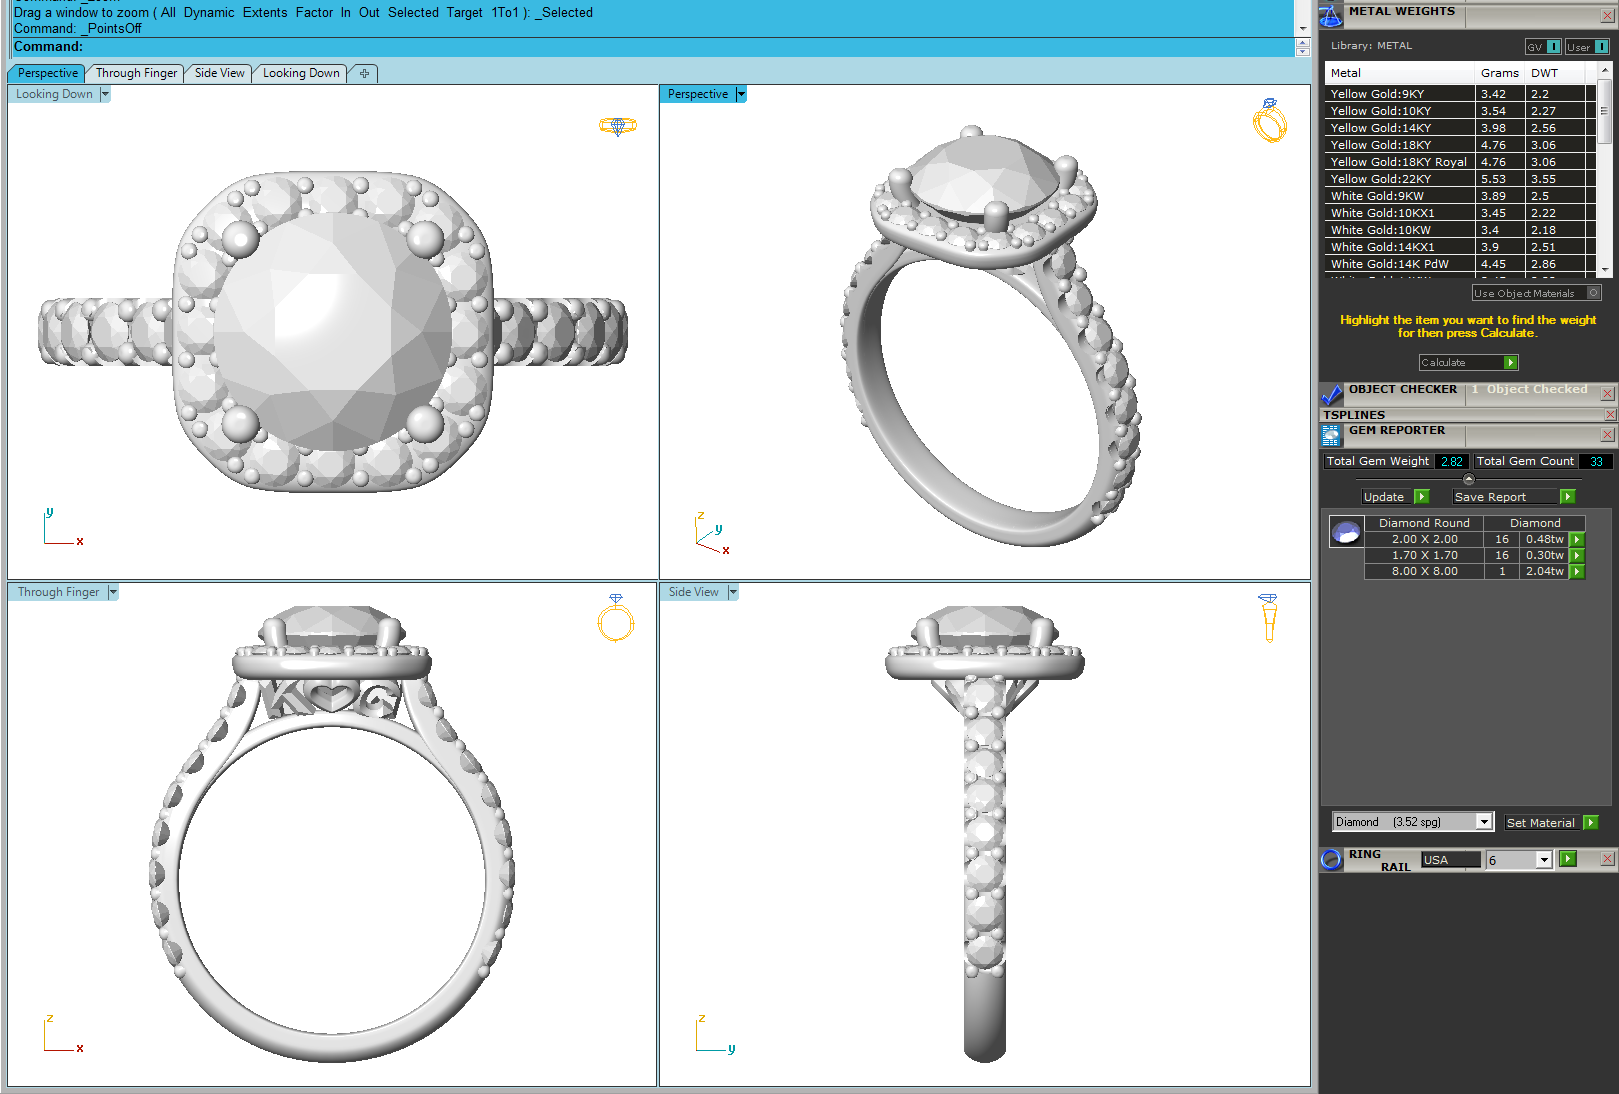 Drag a window to zoom ( All Dynamic Extents Factor In Out Selected Target 1To1 ): _Selected
Command: _PointsOff
Command:
Perspective Through Finger Side View Looking Down
Looking Down
Perspective
y
x
z
y
x
Through Finger
Side View
K G
z
x
z
y
METAL WEIGHTS
Library: METAL GV User
Metal Grams DWT
Yellow Gold:9KY 3.42 2.2
Yellow Gold:10KY 3.54 2.27
Yellow Gold:14KY 3.98 2.56
Yellow Gold:18KY 4.76 3.06
Yellow Gold:18KY Royal 4.76 3.06
Yellow Gold:22KY 5.53 3.55
White Gold:9KW 3.89 2.5
White Gold:10KX1 3.45 2.22
White Gold:10KW 3.4 2.18
White Gold:14KX1 3.9 2.51
White Gold:14K PdW 4.45 2.86
Use Object Materials
Highlight the item you want to find the weight
for then press Calculate.
Calculate
OBJECT CHECKER 1 Object Checked
TSPLINES
GEM REPORTER
Total Gem Weight 2.82 Total Gem Count 33
Update Save Report
Diamond Round Diamond
2.00 X 2.00 16 0.48tw
1.70 X 1.70 16 0.30tw
8.00 X 8.00 1 2.04tw
Diamond (3.52 spg) Set Material
RING RAIL USA 6